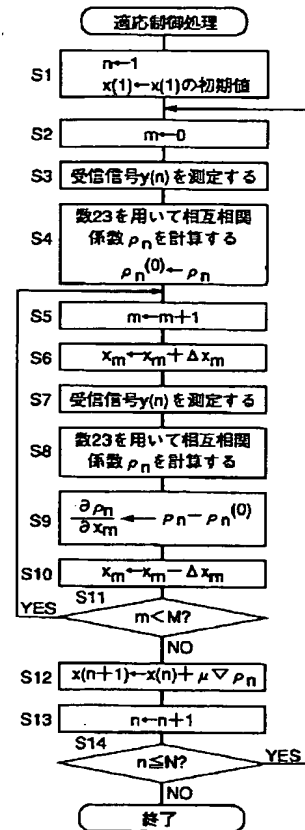 適応制御処理
S1
n←1
x(1)←x(1)の初期値
S2
m←0
S3
受信信号y(n)を測定する
S4
数23を用いて相互相関
係数ρnを計算する
ρn(0)←ρn
S5
m←m+1
S6
xm←xm+Δxm
S7
受信信号y(n)を測定する
S8
数23を用いて相互相関
係数ρnを計算する
S9
∂ρn/∂xm ← ρn−ρn(0)
S10
xm←xm−Δxm
S11
YES
m<M?
NO
S12
x(n+1)←x(n)+μ∇ρn
S13
n←n+1
S14
YES
n≦N?
NO
終了